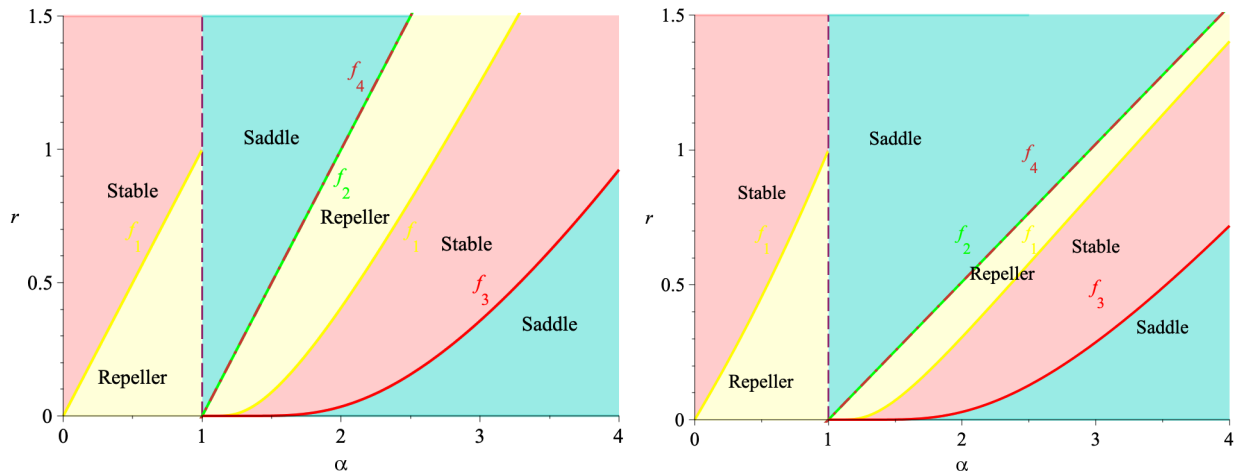 1.5
1
r
0.5
0
0
1
2
3
4
α
Stable
f1
Repeller
Saddle
f4
f2
Repeller
f1
Stable
f3
Saddle
1.5
1
r
0.5
0
0
1
2
3
4
α
Stable
f1
Repeller
Saddle
f4
f2
f1
Repeller
Stable
f3
Saddle